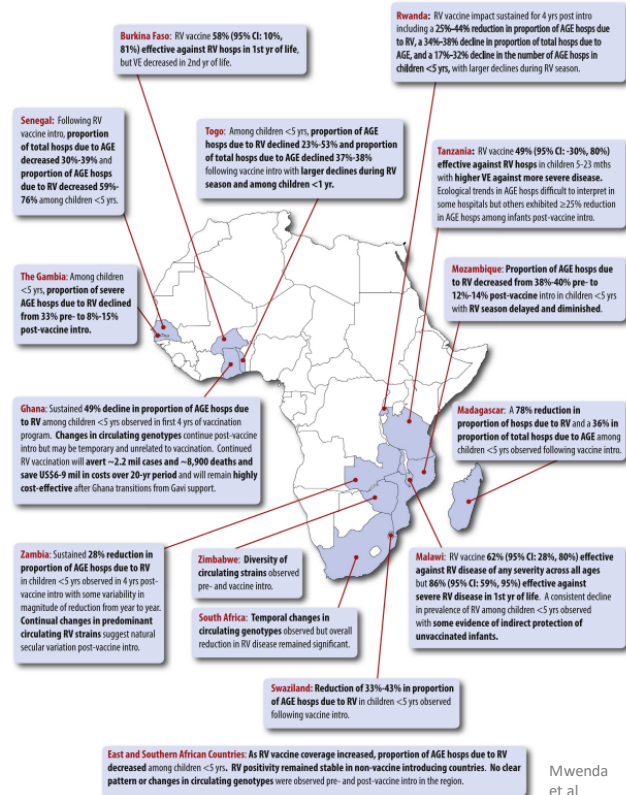 Burkina Faso: RV vaccine 58% (95% CI: 10%,
81%) effective against RV hosps in 1st yr of life,
but VE decreased in 2nd yr of life.
Rwanda: RV vaccine impact sustained for 4 yrs post intro
including a 25%-44% reduction in proportion of AGE hosps due
to RV, a 34%-38% decline in proportion of total hosps due to
AGE, and a 17%-32% decline in the number of AGE hosps in
children <5 yrs, with larger declines during RV season.
Senegal: Following RV
vaccine intro, proportion
of total hosps due to AGE
decreased 30%-39% and
proportion of AGE hosps
due to RV decreased 59%-
76% among children <5 yrs.
Togo: Among children <5 yrs, proportion of AGE
hosps due to RV declined 23%-53% and proportion
of total hosps due to AGE declined 37%-38%
following vaccine intro with larger declines during RV
season and among children <1 yr.
Tanzania: RV vaccine 49% (95% CI: -30%, 80%)
effective against RV hosps in children 5-23 mths
with higher VE against more severe disease.
Ecological trends in AGE hosps difficult to interpret in
some hospitals but others exhibited ≥25% reduction
in AGE hosps among infants post-vaccine intro.
The Gambia: Among children
<5 yrs, proportion of severe
AGE hosps due to RV declined
from 33% pre- to 8%-15%
post-vaccine intro.
Mozambique: Proportion of AGE hosps due
to RV decreased from 38%-40% pre- to
12%-14% post-vaccine intro in children <5 yrs
with RV season delayed and diminished.
Ghana: Sustained 49% decline in proportion of AGE hosps due
to RV among children <5 yrs observed in first 4 yrs of vaccination
program. Changes in circulating genotypes continue post-vaccine
intro but may be temporary and unrelated to vaccination. Continued
RV vaccination will avert ~2.2 mil cases and ~8,900 deaths and
save US$6-9 mil in costs over 20-yr period and will remain highly
cost-effective after Ghana transitions from Gavi support.
Madagascar: A 78% reduction in
proportion of hosps due to RV and a 36%
in proportion of total hosps due to AGE among
children <5 yrs observed following vaccine intro.
Zambia: Sustained 28% reduction in
proportion of AGE hosps due to RV
in children <5 yrs observed in 4 yrs post-
vaccine intro with some variability in
magnitude of reduction from year to year.
Continual changes in predominant
circulating RV strains suggest natural
secular variation post-vaccine intro.
Zimbabwe: Diversity of
circulating strains observed
pre- and vaccine intro.
Malawi: RV vaccine 62% (95% CI: 28%, 80%) effective
against RV disease of any severity across all ages
but 86% (95% CI: 59%, 95%) effective against
severe RV disease in 1st yr of life. A consistent decline
in prevalence of RV among children <5 yrs observed
with some evidence of indirect protection of
unvaccinated infants.
South Africa: Temporal changes in
circulating genotypes observed but overall
reduction in RV disease remained significant.
Swaziland: Reduction of 33%-43% in proportion
of AGE hosps due to RV in children <5 yrs observed
following vaccine intro.
East and Southern African Countries: As RV vaccine coverage increased, proportion of AGE hosps due to RV
decreased among children <5 yrs. RV positivity remained stable in non-vaccine introducing countries. No clear
pattern or changes in circulating genotypes were observed pre- and post-vaccine intro in the region.
Mwenda
et al